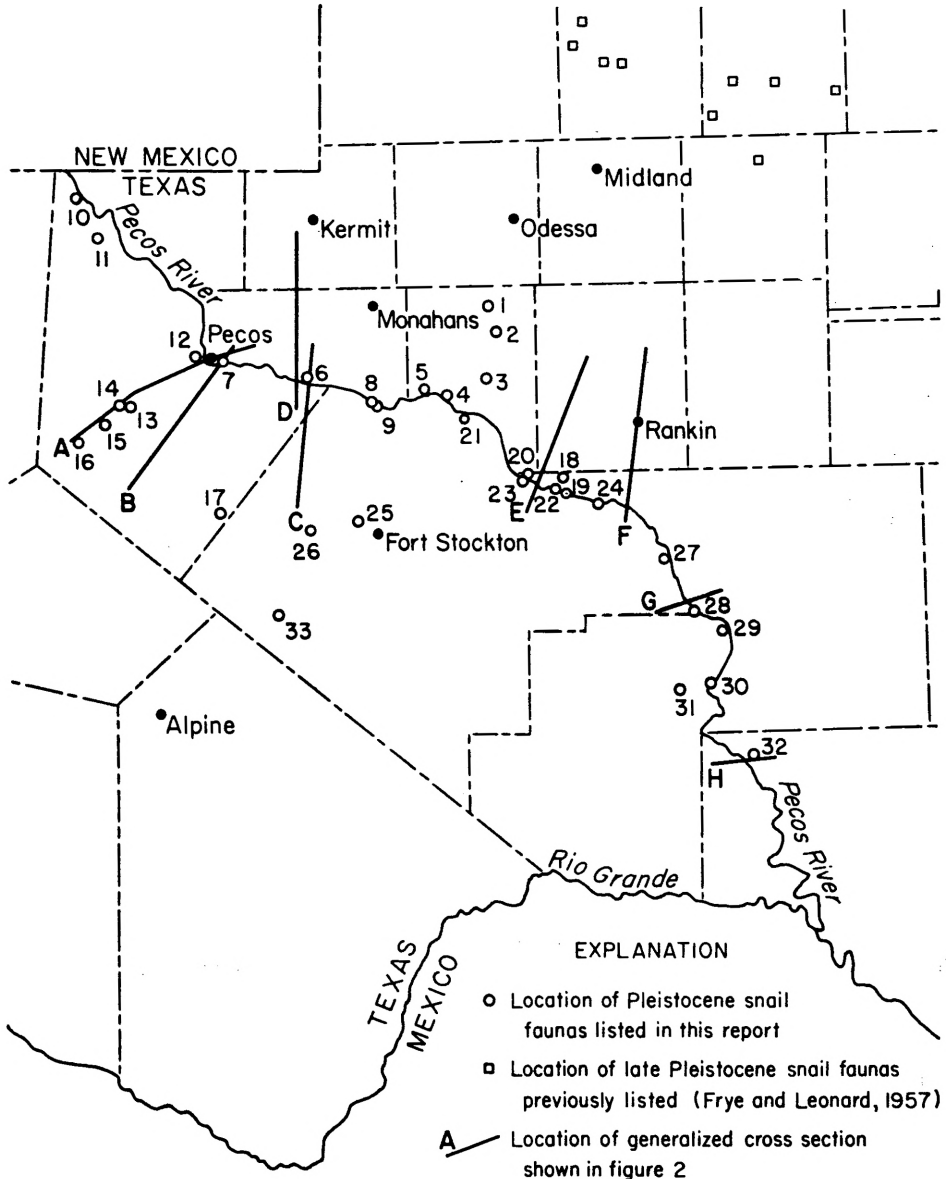 NEW MEXICO
TEXAS
Midland
10
Pecos River
Kermit
Odessa
11
1
Monahans
2
12
Pecos
7
6
8
5
3
4
14
13
D
9
21
A
15
16
Rankin
B
20
18
17
23
19
24
22
E
C
25
26
Fort Stockton
F
27
G
28
33
29
30
31
Alpine
32
H
Pecos River
Rio Grande
TEXAS
MEXICO
EXPLANATION
Location of Pleistocene snail
faunas listed in this report
Location of late Pleistocene snail faunas
previously listed (Frye and Leonard, 1957)
A Location of generalized cross section
shown in figure 2